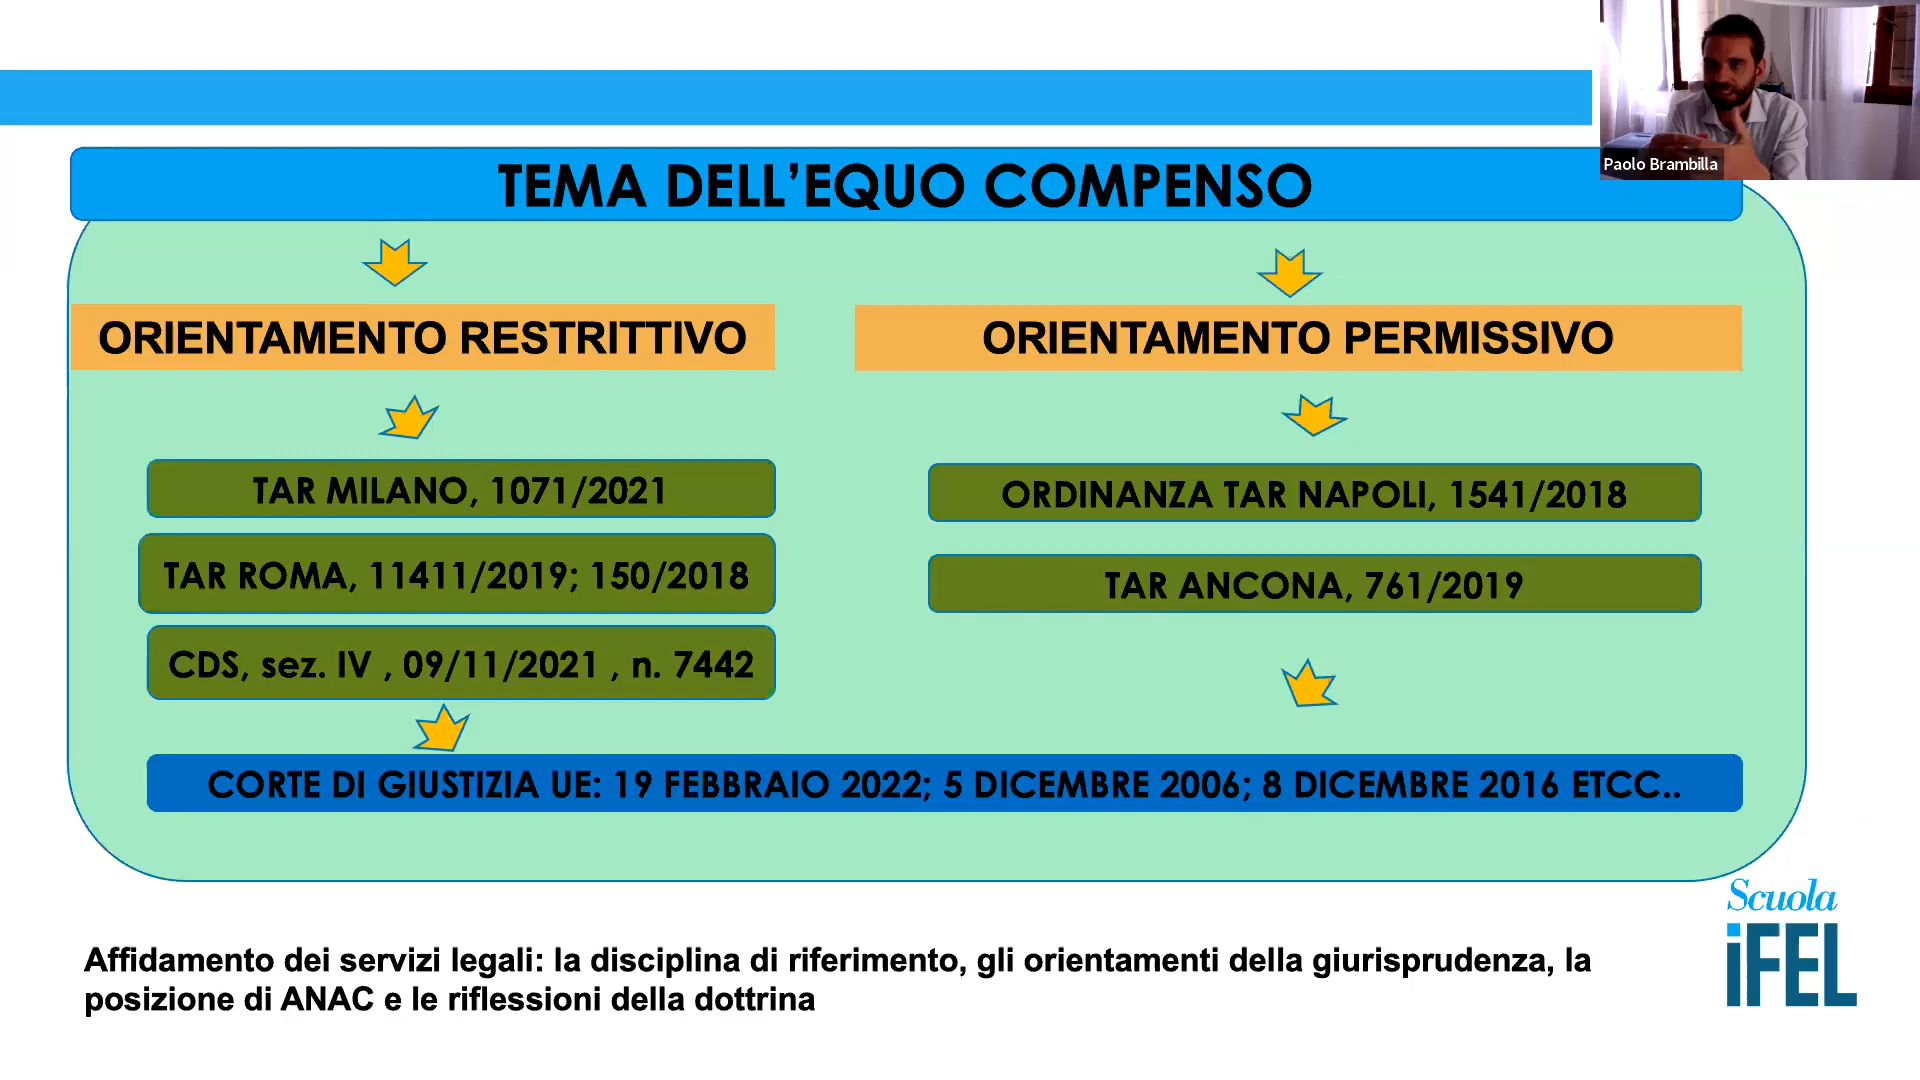 Paolo Brambilla
TEMA DELL’EQUO COMPENSO
ORIENTAMENTO RESTRITTIVO
ORIENTAMENTO PERMISSIVO
TAR MILANO, 1071/2021
TAR ROMA, 11411/2019; 150/2018
CDS, sez. IV , 09/11/2021 , n. 7442
ORDINANZA TAR NAPOLI, 1541/2018
TAR ANCONA, 761/2019
CORTE DI GIUSTIZIA UE: 19 FEBBRAIO 2022; 5 DICEMBRE 2006; 8 DICEMBRE 2016 ETCC..
Affidamento dei servizi legali: la disciplina di riferimento, gli orientamenti della giurisprudenza, la
posizione di ANAC e le riflessioni della dottrina
Scuola
iFEL